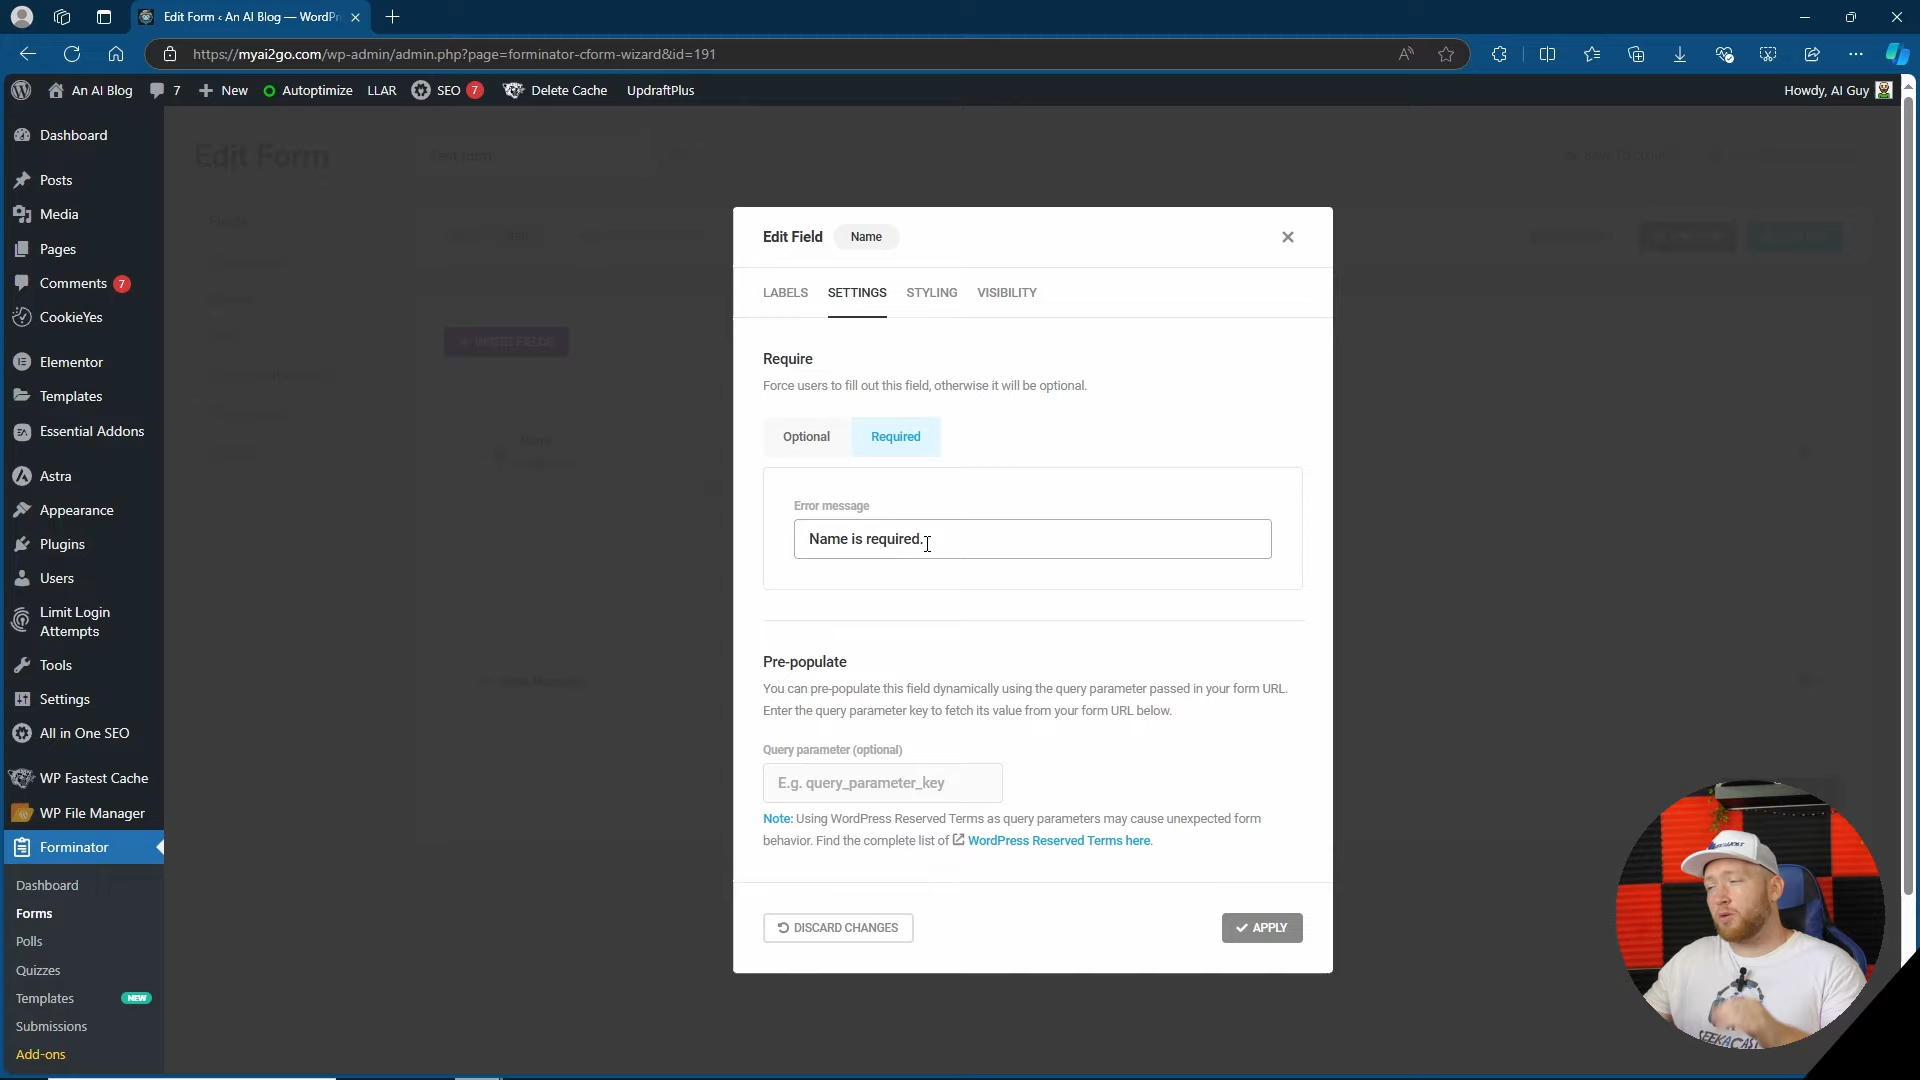 Edit Form ‹ An AI Blog — WordPr
https://myai2go.com/wp-admin/admin.php?page=forminator-cform-wizard&id=191
An AI Blog
7
New
Autoptimize
LLAR
SEO 7
Delete Cache
UpdraftPlus
Howdy, AI Guy
Dashboard
Posts
Media
Pages
Comments 7
CookieYes
Elementor
Templates
Essential Addons
Astra
Appearance
Plugins
Users
Limit Login
Attempts
Tools
Settings
All in One SEO
WP Fastest Cache
WP File Manager
Forminator
Dashboard
Forms
Polls
Quizzes
Templates NEW
Submissions
Add-ons
Edit Form
INSERT FIELDS
Edit Field Name
LABELS SETTINGS STYLING VISIBILITY
Require
Force users to fill out this field, otherwise it will be optional.
Optional Required
Error message
Name is required.
Pre-populate
You can pre-populate this field dynamically using the query parameter passed in your form URL.
Enter the query parameter key to fetch its value from your form URL below.
Query parameter (optional)
E.g. query_parameter_key
Note: Using WordPress Reserved Terms as query parameters may cause unexpected form
behavior. Find the complete list of WordPress Reserved Terms here.
DISCARD CHANGES
APPLY